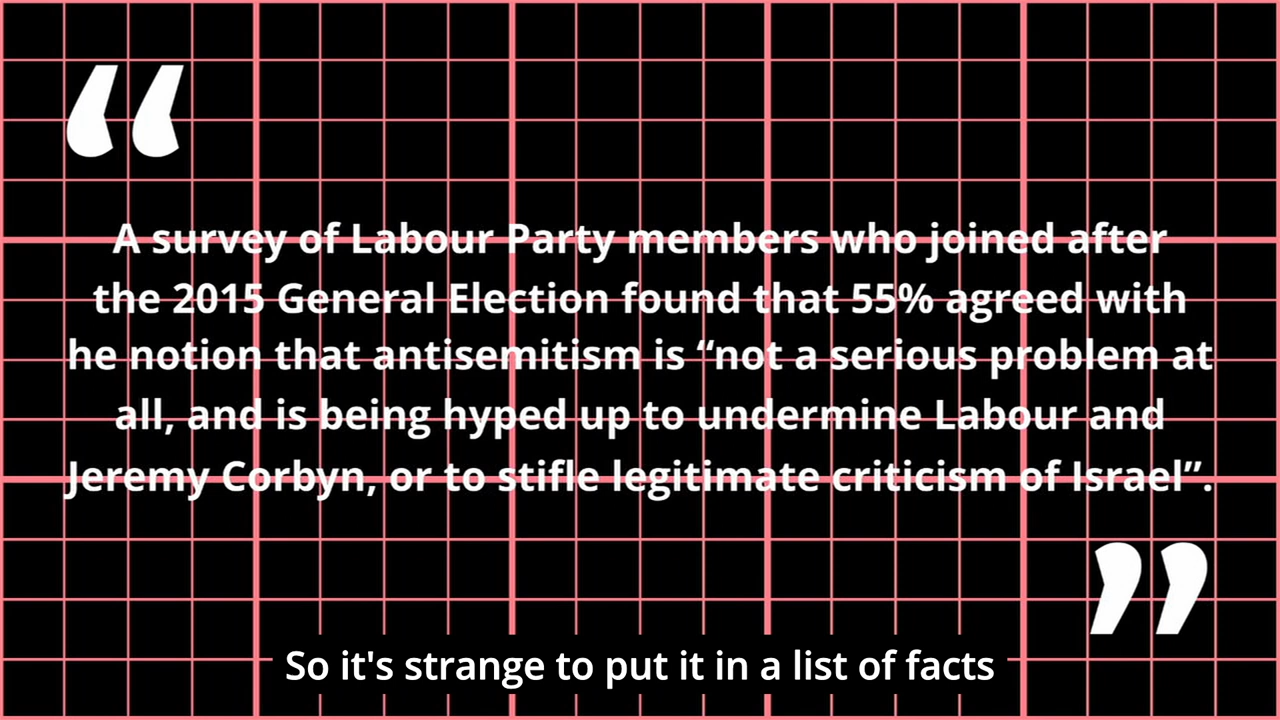 “
A survey of Labour Party members who joined after
the 2015 General Election found that 55% agreed with
he notion that antisemitism is “not a serious problem at
all, and is being hyped up to undermine Labour and
Jeremy Corbyn, or to stifle legitimate criticism of Israel”.
”
So it's strange to put it in a list of facts